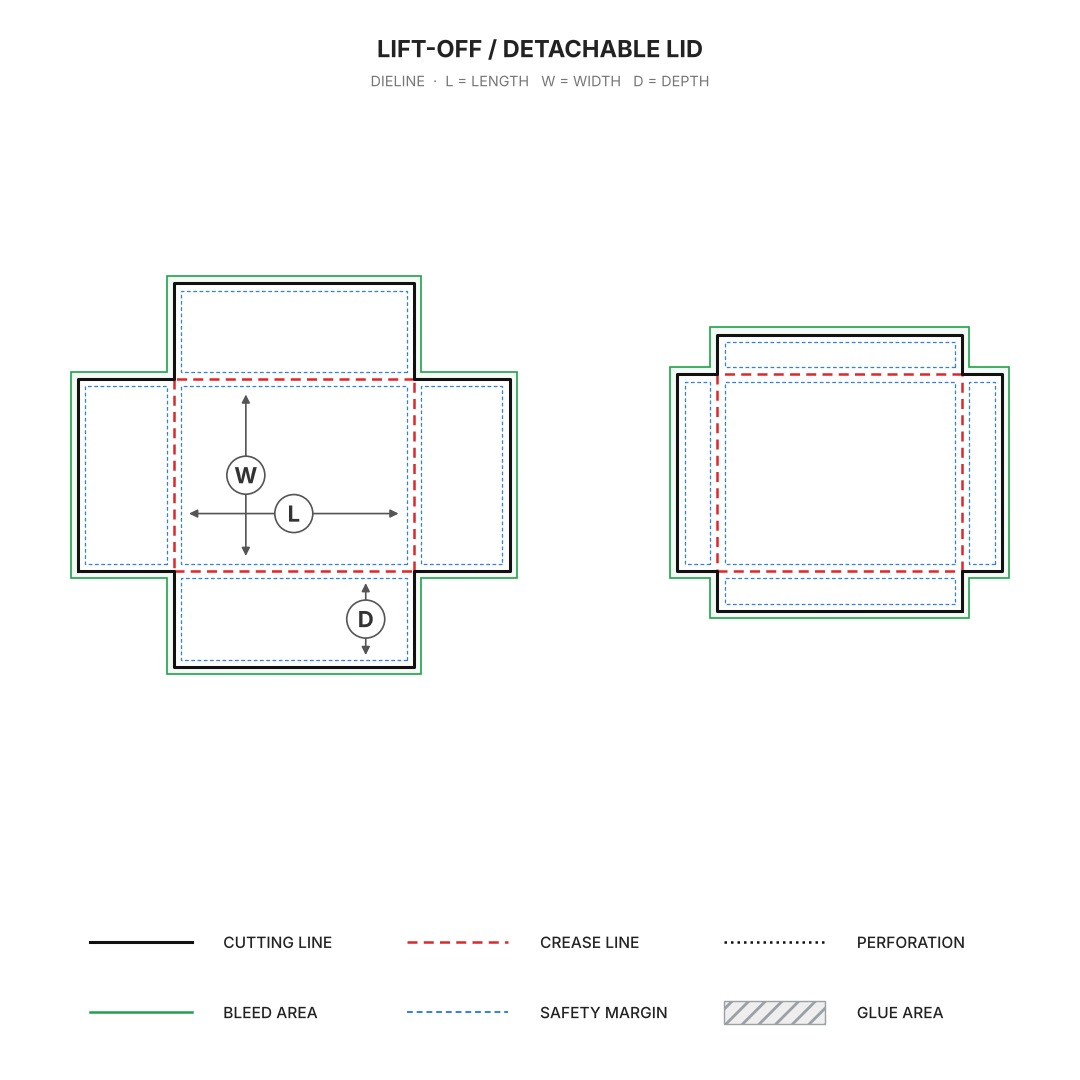 LIFT-OFF / DETACHABLE LID
DIELINE · L = LENGTH W = WIDTH D = DEPTH
W
L
D
CUTTING LINE
CREASE LINE
PERFORATION
BLEED AREA
SAFETY MARGIN
GLUE AREA